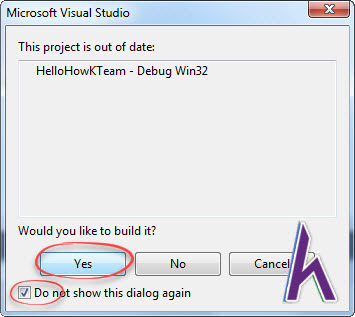 Microsoft Visual Studio
This project is out of date:
HelloHowKTeam - Debug Win32
Would you like to build it?
Yes No Cancel
Do not show this dialog again